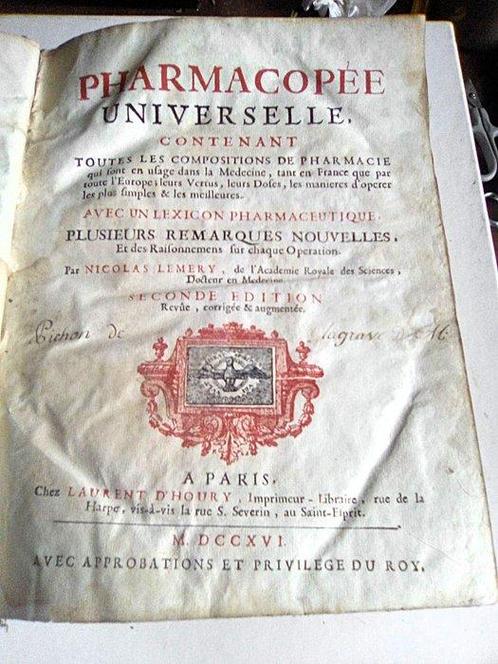 PHARMACOPÉE
UNIVERSELLE,
CONTENANT
TOUTES LES COMPOSITIONS DE PHARMACIE
qui sont en usage dans la Medecine, tant en France que par
toute l'Europe; leurs Vertus, leurs Doses, les manieres d'operer
les plus simples & les meilleures.
AVEC UN LEXICON PHARMACEUTIQUE,
PLUSIEURS REMARQUES NOUVELLES,
Et des Raisonnemens sur chaque Operation.
Par NICOLAS LEMERY, de l'Academie Royale des Sciences,
Docteur en Medecine.
SECONDE EDITION
Revûe, corrigée & augmentée.
Pichon de lagrave
A PARIS,
Chez LAURENT D'HOURY, Imprimeur-Libraire, rue de la
Harpe, vis-à-vis la rue S. Severin, au Saint-Esprit.
M. DCCXVI.
AVEC APPROBATIONS ET PRIVILEGE DU ROY.